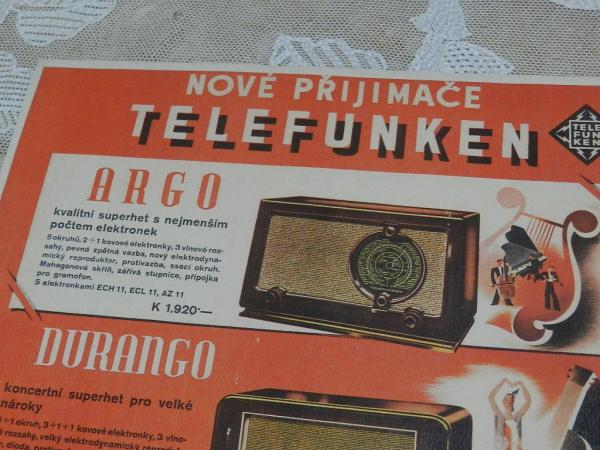 NOVÉ PŘIJIMAČE
TELEFUNKEN
TELE
FUN
KEN
ARGO
kvalitní superhet s nejmenším
počtem elektronek
5 okruhů, 2+1 kovové elektronky, 3 vlnové roz-
sahy, pevná zpětná vazba, nový elektrodyna-
mický reproduktor, protivazba, ssací okruh.
Mahagonová skříň, zářivá stupnice, přípojka
pro gramofon.
S elektronkami ECH 11, ECL 11, AZ 11
K 1.920·—
DURANGO
koncertní superhet pro velké
nároky
+1 okruh, 3+1+1 kovové elektronky, 3 vlno-
rozsahy, velký elektrodynamický
dioda,